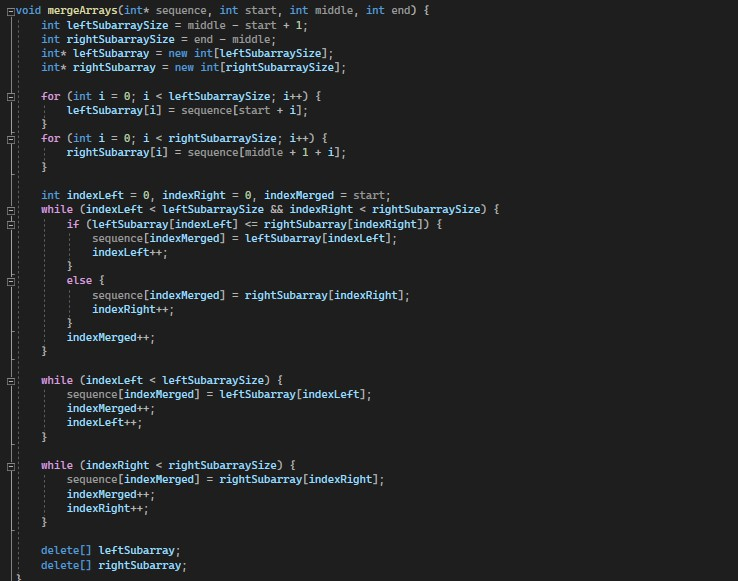 void mergeArrays(int* sequence, int start, int middle, int end) {
    int leftSubarraySize = middle - start + 1;
    int rightSubarraySize = end - middle;
    int* leftSubarray = new int[leftSubarraySize];
    int* rightSubarray = new int[rightSubarraySize];

    for (int i = 0; i < leftSubarraySize; i++) {
        leftSubarray[i] = sequence[start + i];
    }
    for (int i = 0; i < rightSubarraySize; i++) {
        rightSubarray[i] = sequence[middle + 1 + i];
    }

    int indexLeft = 0, indexRight = 0, indexMerged = start;
    while (indexLeft < leftSubarraySize && indexRight < rightSubarraySize) {
        if (leftSubarray[indexLeft] <= rightSubarray[indexRight]) {
            sequence[indexMerged] = leftSubarray[indexLeft];
            indexLeft++;
        }
        else {
            sequence[indexMerged] = rightSubarray[indexRight];
            indexRight++;
        }
        indexMerged++;
    }

    while (indexLeft < leftSubarraySize) {
        sequence[indexMerged] = leftSubarray[indexLeft];
        indexMerged++;
        indexLeft++;
    }

    while (indexRight < rightSubarraySize) {
        sequence[indexMerged] = rightSubarray[indexRight];
        indexMerged++;
        indexRight++;
    }

    delete[] leftSubarray;
    delete[] rightSubarray;
}